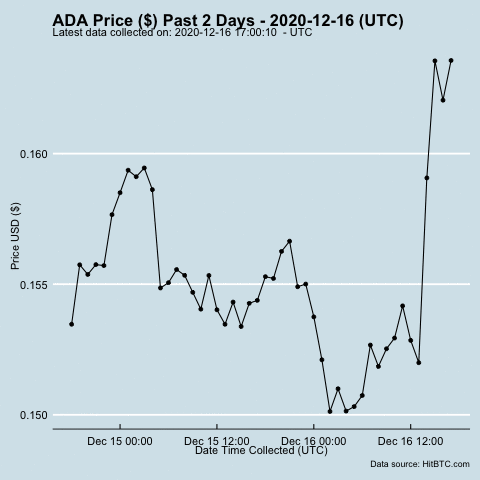 ADA Price ($) Past 2 Days - 2020-12-16 (UTC)
Latest data collected on: 2020-12-16 17:00:10  - UTC
0.160
0.155
0.150
Price USD ($)
Dec 15 00:00
Dec 15 12:00
Dec 16 00:00
Dec 16 12:00
Date Time Collected (UTC)
Data source: HitBTC.com